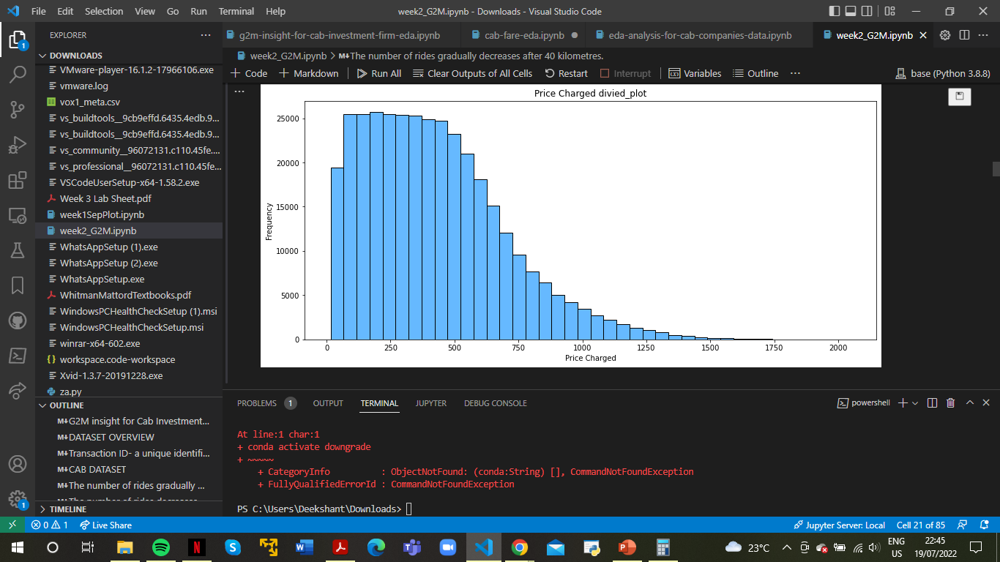 File Edit Selection View Go Run Terminal Help
week2_G2M.ipynb - Downloads - Visual Studio Code
EXPLORER
DOWNLOADS
VMware-player-16.1.2-17966106.exe
vmware.log
vox1_meta.csv
vs_buildtools__9cb9effd.6435.4edb.9...
vs_buildtools__9cb9effd.6435.4edb.9...
vs_community__96072131.c110.45fe....
vs_professional__96072131.c110.45fe...
VSCodeUserSetup-x64-1.58.2.exe
Week 3 Lab Sheet.pdf
week1SepPlot.ipynb
week2_G2M.ipynb
WhatsAppSetup (1).exe
WhatsAppSetup (2).exe
WhatsAppSetup.exe
WhitmanMattordTextbooks.pdf
WindowsPCHealthCheckSetup (1).msi
WindowsPCHealthCheckSetup.msi
winrar-x64-602.exe
workspace.code-workspace
Xvid-1.3.7-20191228.exe
za.py
OUTLINE
G2M insight for Cab Investment...
DATASET OVERVIEW
Transaction ID- a unique identifi...
CAB DATASET
The number of rides gradually ...
The number of rides decreases...
TIMELINE
g2m-insight-for-cab-investment-firm-eda.ipynb
cab-fare-eda.ipynb
eda-analysis-for-cab-companies-data.ipynb
week2_G2M.ipynb
week2_G2M.ipynb > The number of rides gradually decreases after 40 kilometres.
+ Code + Markdown Run All Clear Outputs of All Cells Restart Interrupt Variables Outline ...
base (Python 3.8.8)
Price Charged divied_plot
Frequency
25000
20000
15000
10000
5000
0
0 250 500 750 1000 1250 1500 1750 2000
Price Charged
PROBLEMS 1 OUTPUT TERMINAL JUPYTER DEBUG CONSOLE
powershell
At line:1 char:1
+ conda activate downgrade
+ ~~~~~
+ CategoryInfo : ObjectNotFound: (conda:String) [], CommandNotFoundException
+ FullyQualifiedErrorId : CommandNotFoundException
PS C:\Users\Deekshant\Downloads>
0 1 Live Share
Jupyter Server: Local Cell 21 of 85
23°C
ENG
US
22:45
19/07/2022